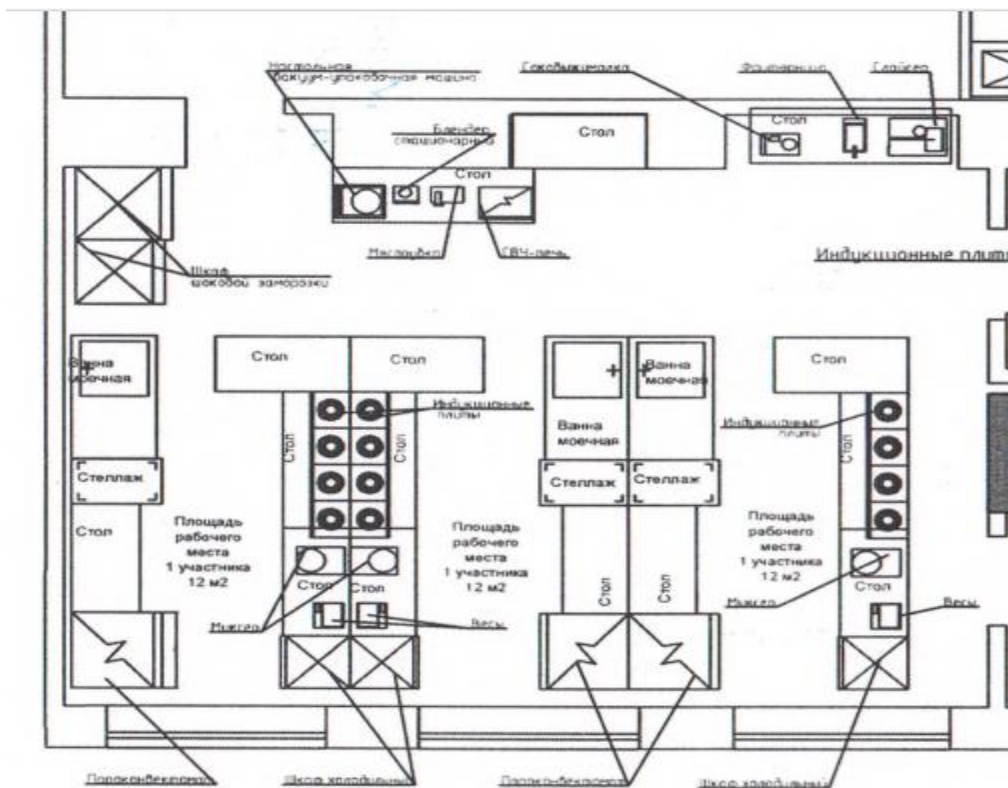 Настольная
вакуум-упаковочная машина
Соковыжималка
Слайсер
Блендер
стационарный
Стол
Стол
Стол
Мясорубка
СВЧ-печь
Шкаф
шоковой заморозки
Индукционные плиты
Ванна
моечная
Стол
Стол
Ванна
моечная
Стол
Индукционные
плиты
Индукционные
плиты
Стол
Стол
Ванна
моечная
Стол
Стеллаж
Стеллаж
Стеллаж
Стол
Площадь
рабочего
места
1 участника
12 м2
Площадь
рабочего
места
1 участника
12 м2
Площадь
рабочего
места
1 участника
12 м2
Стол
Стол
Стол
Стол
Стол
Миксер
Весы
Миксер
Весы
Пароконвектомат
Шкаф холодильный
Пароконвектомат
Шкаф холодильный